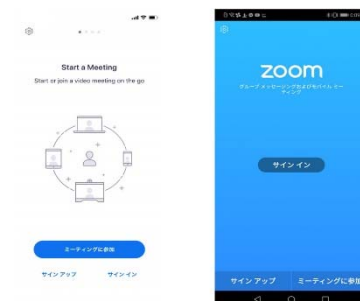 Start a Meeting
Start or join a video meeting on the go
ミーティングに参加
サインアップ
サインイン
zoom
グループ メッセージングおよびモバイル ミー
ティング
サイン イン
サイン アップ
ミーティングに参加